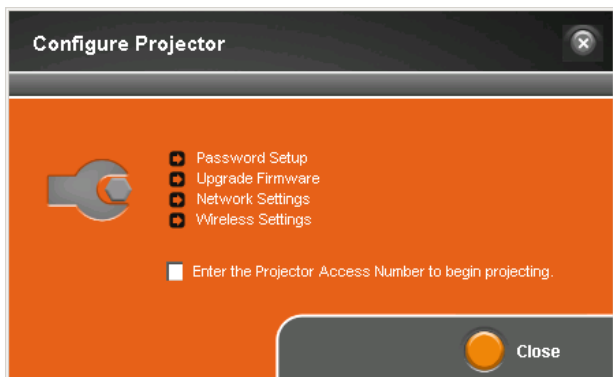 Configure Projector
Password Setup
Upgrade Firmware
Network Settings
Wireless Settings
Enter the Projector Access Number to begin projecting.
Close